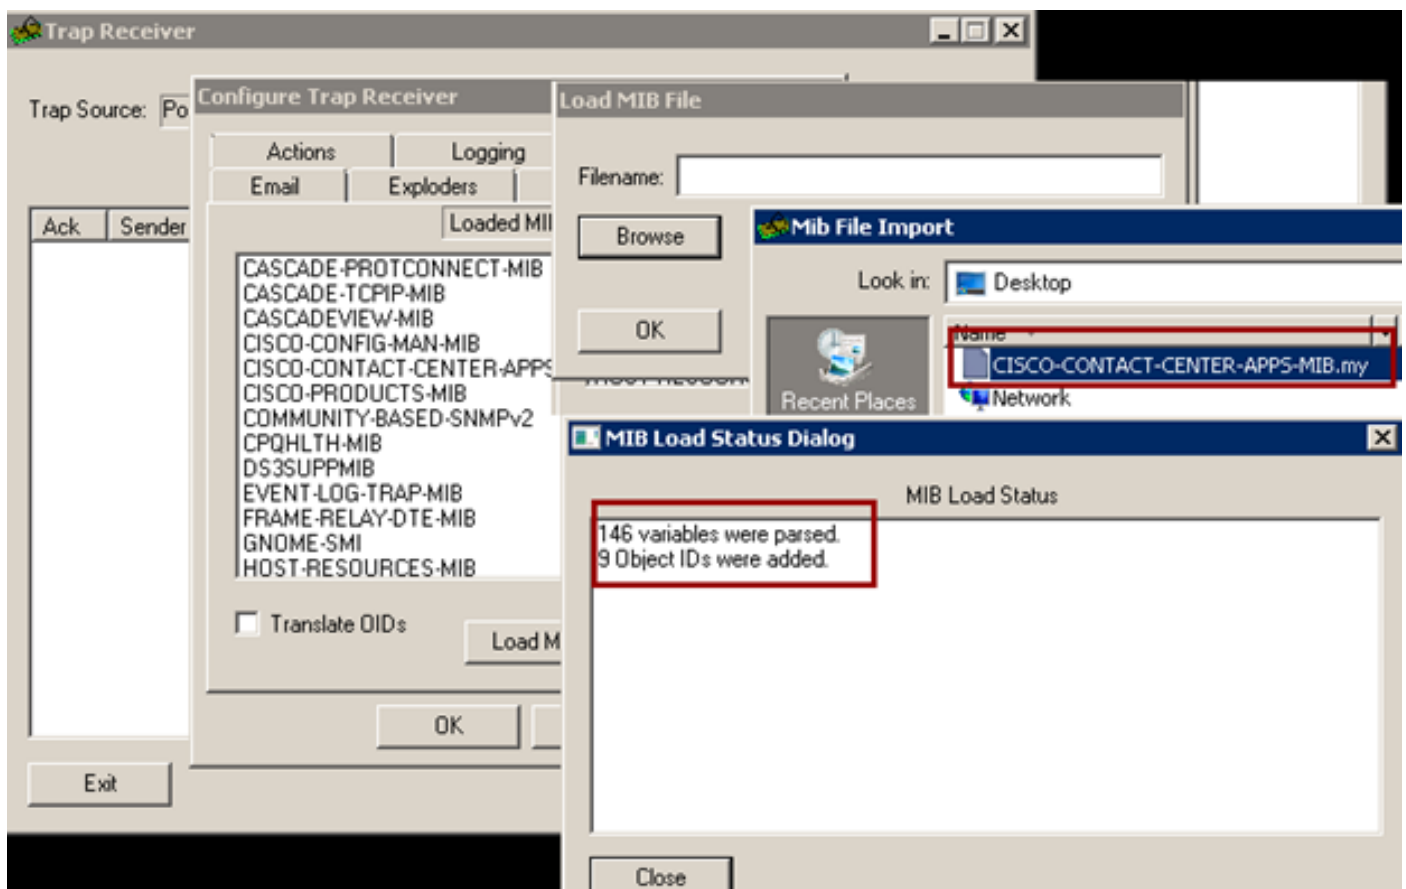 Trap Receiver
Trap Source: Po
Ack Sender
Exit
Configure Trap Receiver
Actions Logging
Email Exploders
Loaded MI
CASCADE-PROTCONNECT-MIB
CASCADE-TCPIP-MIB
CASCADEVIEW-MIB
CISCO-CONFIG-MAN-MIB
CISCO-CONTACT-CENTER-APPS
CISCO-PRODUCTS-MIB
COMMUNITY-BASED-SNMPv2
CPQHLTH-MIB
DS3SUPPMIB
EVENT-LOG-TRAP-MIB
FRAME-RELAY-DTE-MIB
GNOME-SMI
HOST-RESOURCES-MIB
Translate OIDs
Load M
OK
Load MIB File
Filename:
Browse
OK
Mib File Import
Look in: Desktop
Name
CISCO-CONTACT-CENTER-APPS-MIB.my
Network
Recent Places
MIB Load Status Dialog
MIB Load Status
146 variables were parsed.
9 Object IDs were added.
Close